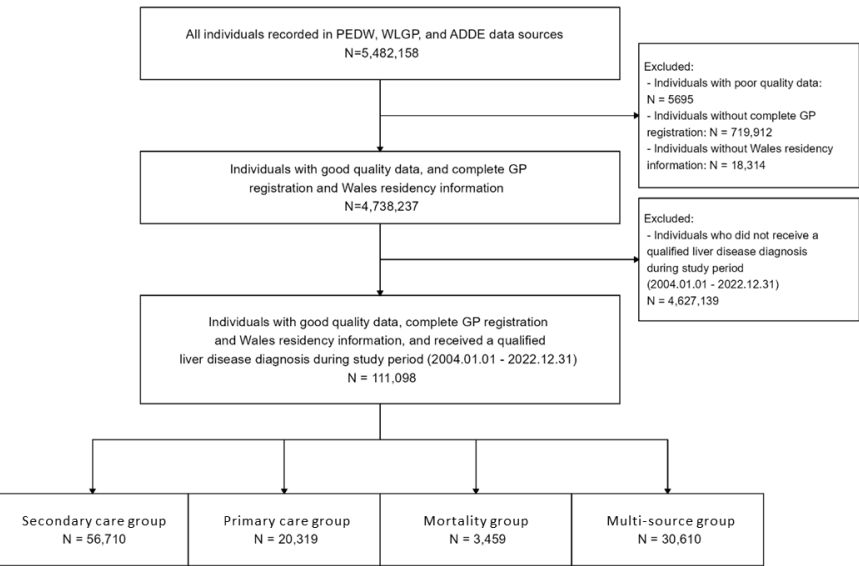 All individuals recorded in PEDW, WLGP, and ADDE data sources
N=5,482,158
Excluded:
- Individuals with poor quality data:
N = 5695
- Individuals without complete GP
registration: N = 719,912
- Individuals without Wales residency
information: N = 18,314
Individuals with good quality data, and complete GP
registration and Wales residency information
N=4,738,237
Excluded:
- Individuals who did not receive a
qualified liver disease diagnosis
during study period
(2004.01.01 - 2022.12.31)
N = 4,627,139
Individuals with good quality data, complete GP registration
and Wales residency information, and received a qualified
liver disease diagnosis during study period (2004.01.01 - 2022.12.31)
N = 111,098
Secondary care group
N = 56,710
Primary care group
N = 20,319
Mortality group
N = 3,459
Multi-source group
N = 30,610